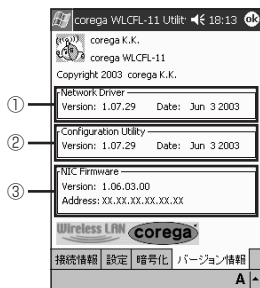 corega WLCFL-11 Utilit 18:13 ok
corega K.K.
corega WLCFL-11
Copyright 2003 corega K.K.
① Network Driver
Version: 1.07.29 Date: Jun 3 2003
② Configuration Utility
Version: 1.07.29 Date: Jun 3 2003
③ NIC Firmware
Version: 1.06.03.00
Address: XX.XX.XX.XX.XX.XX
Wireless LAN corega
接続情報 設定 暗号化 バージョン情報
A